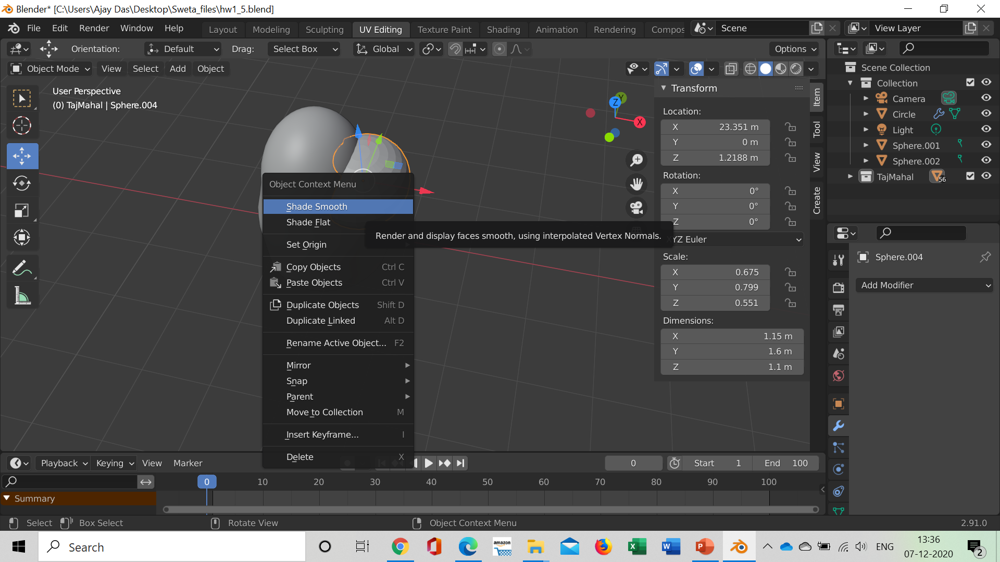 Blender* [C:\Users\Ajay Das\Desktop\Sweta_files\hw1_5.blend]
File Edit Render Window Help Layout Modeling Sculpting UV Editing Texture Paint Shading Animation Rendering Compos Scene View Layer
Orientation: Default Drag: Select Box Global Options
Object Mode View Select Add Object
User Perspective
(0) TajMahal | Sphere.004
Z Y X
Object Context Menu
Shade Smooth
Shade Flat
Set Origin
Copy Objects Ctrl C
Paste Objects Ctrl V
Duplicate Objects Shift D
Duplicate Linked Alt D
Rename Active Object... F2
Mirror
Snap
Parent
Move to Collection M
Insert Keyframe... I
Delete X
Render and display faces smooth, using interpolated Vertex Normals.
Transform
Location:
X 23.351 m
Y 0 m
Z 1.2188 m
Rotation:
X 0°
Y 0°
Z 0°
XYZ Euler
Scale:
X 0.675
Y 0.799
Z 0.551
Dimensions:
X 1.15 m
Y 1.6 m
Z 1.1 m
Item
Tool
View
Create
Scene Collection
Collection
Camera
Circle
Light
Sphere.001
Sphere.002
TajMahal 56
Sphere.004
Add Modifier
Playback Keying View Marker 0 Start 1 End 100
0 10 20 30 40 50 60 70 80 90 100
Summary
Select Box Select Rotate View Object Context Menu 2.91.0
Search amazon X W P ENG 13:36
07-12-2020 2